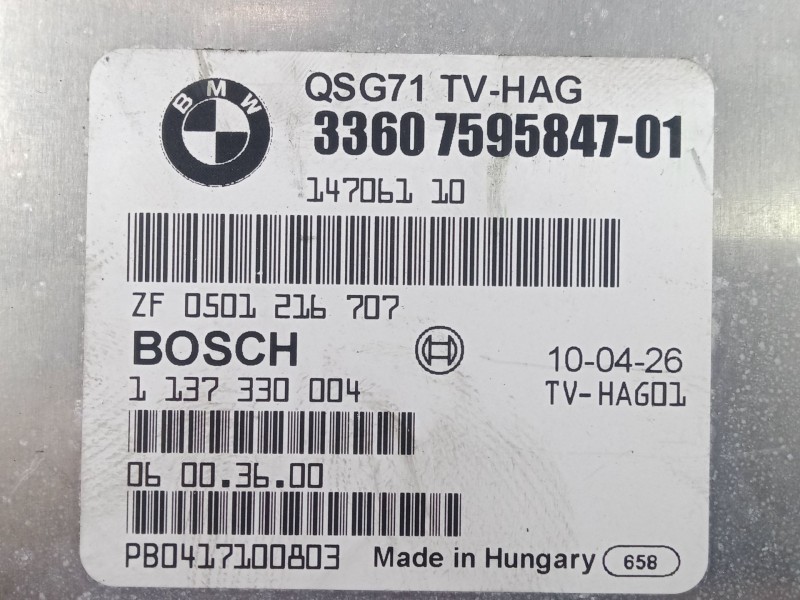 BMW
QSG71 TV-HAG
3360 7595847-01
147061 10
ZF 0501 216 707
BOSCH
1 137 330 004
10-04-26
TV-HAG01
06 00.36.00
PB0417100803
Made in Hungary 658